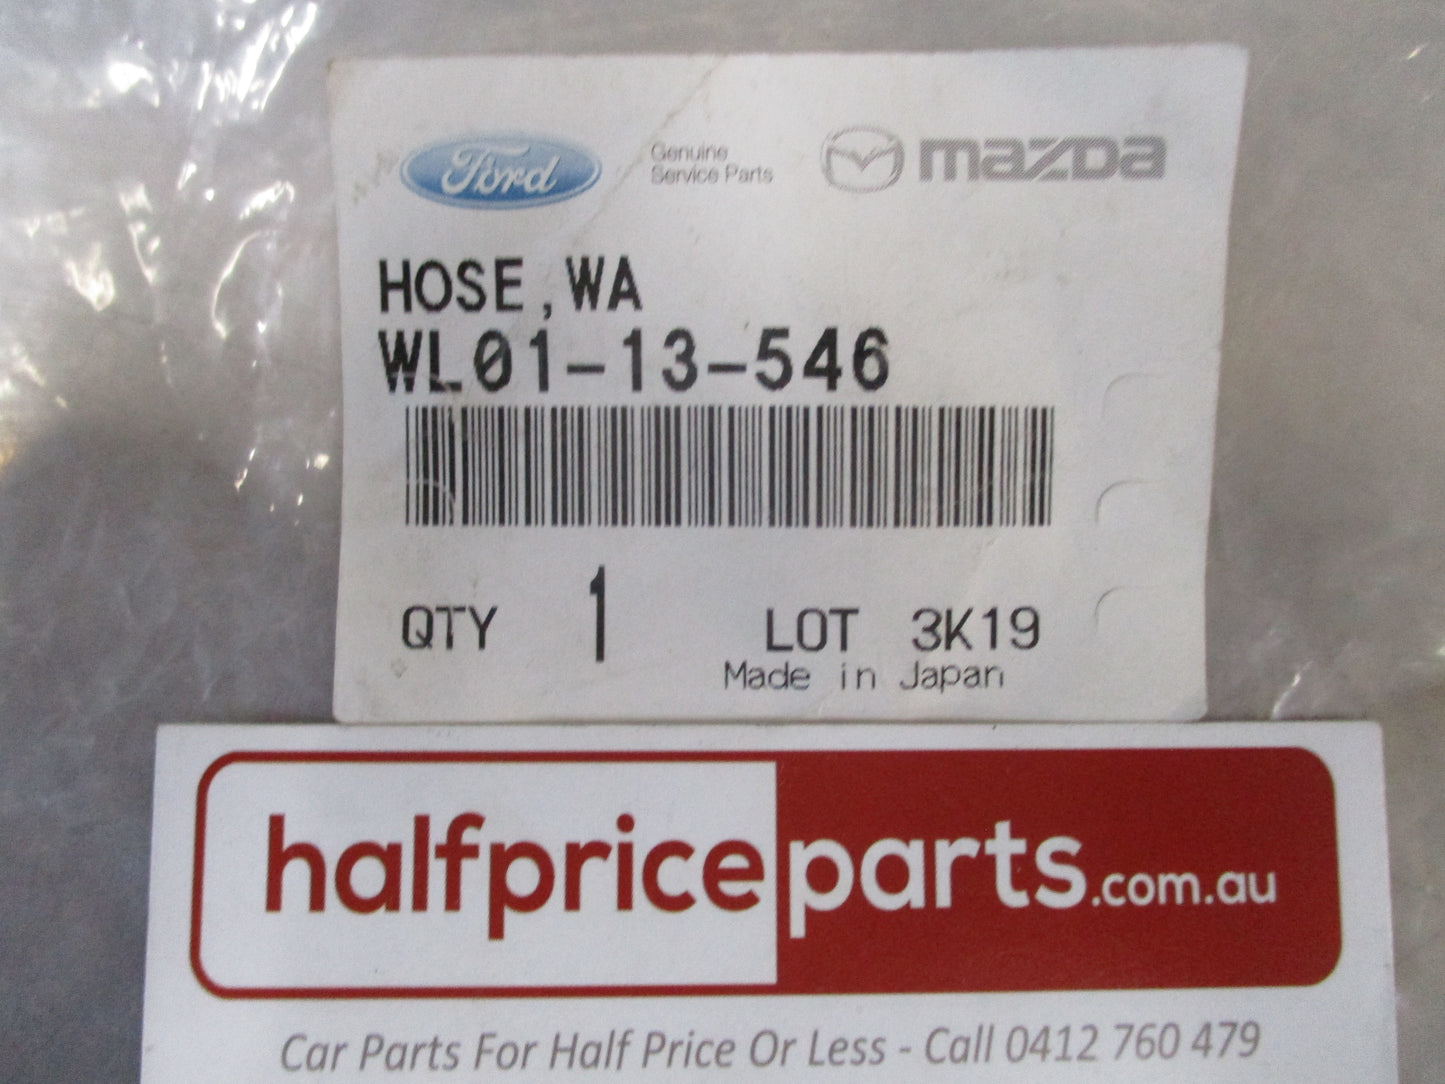 Ford
Genuine
Service Parts
mazda
HOSE,WA
WL01-13-546
QTY 1 LOT 3K19
Made in Japan
halfpriceparts.com.au
Car Parts For Half Price Or Less - Call 0412 760 479